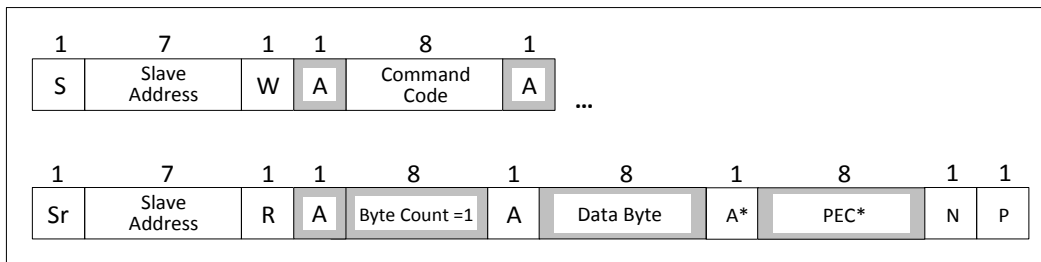 1 7 1 1 8 1
S Slave Address W A Command Code A ...
1 7 1 1 8 1 8 1 8 1 1
Sr Slave Address R A Byte Count =1 A Data Byte A* PEC* N P